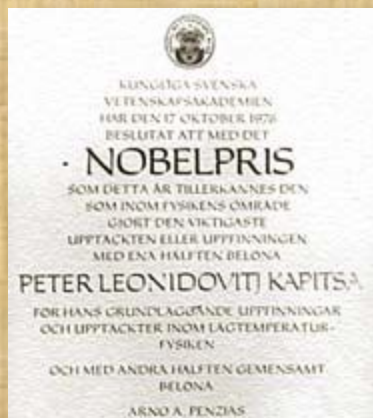 KUNGLIGA SVENSKA
VETENSKAPSAKADEMIEN
HAR DEN 17 OKTOBER 1978
BESLUTAT ATT MED DET
NOBELPRIS
SOM DETTA ÅR TILLERKÄNNES DEN
SOM INOM FYSIKENS OMRÅDE
GJORT DEN VIKTIGASTE
UPPTÄCKTEN ELLER UPPFINNINGEN
MED ENA HÄLFTEN BELÖNA
PETER LEONIDOVITJ KAPITSA
FÖR HANS GRUNDLÄGGANDE UPPFINNINGAR
OCH UPPTÄCKTER INOM LÅGTEMPERATUR-
FYSIKEN
OCH MED ANDRA HÄLFTEN GEMENSAMT
BELÖNA
ARNO A. PENZIAS